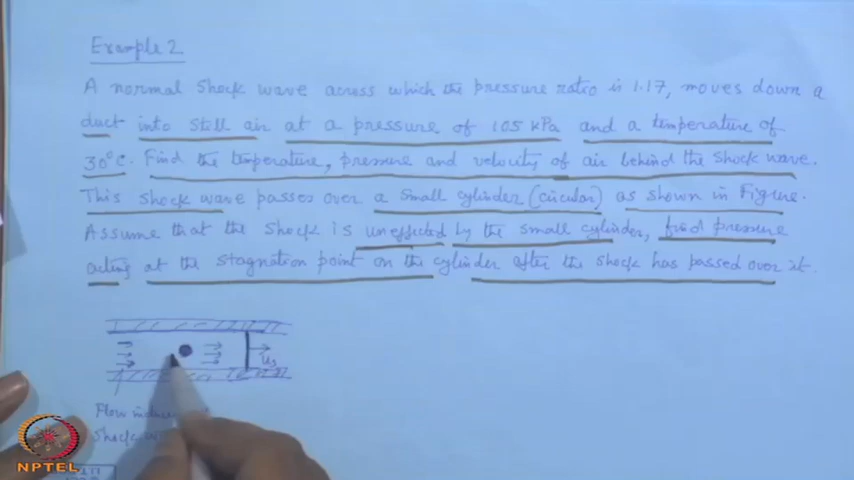 Example 2
A normal shock wave across which the pressure ratio is 1.17, moves down a
duct into still air at a pressure of 105 kPa and a temperature of
30°C. Find the temperature, pressure and velocity of air behind the shock wave.
This shock wave passes over a small cylinder (circular) as shown in Figure.
Assume that the shock is uneffected by the small cylinder, find pressure
acting at the stagnation point on the cylinder after the shock has passed over it.
Us
Flow
Shock
NPTEL